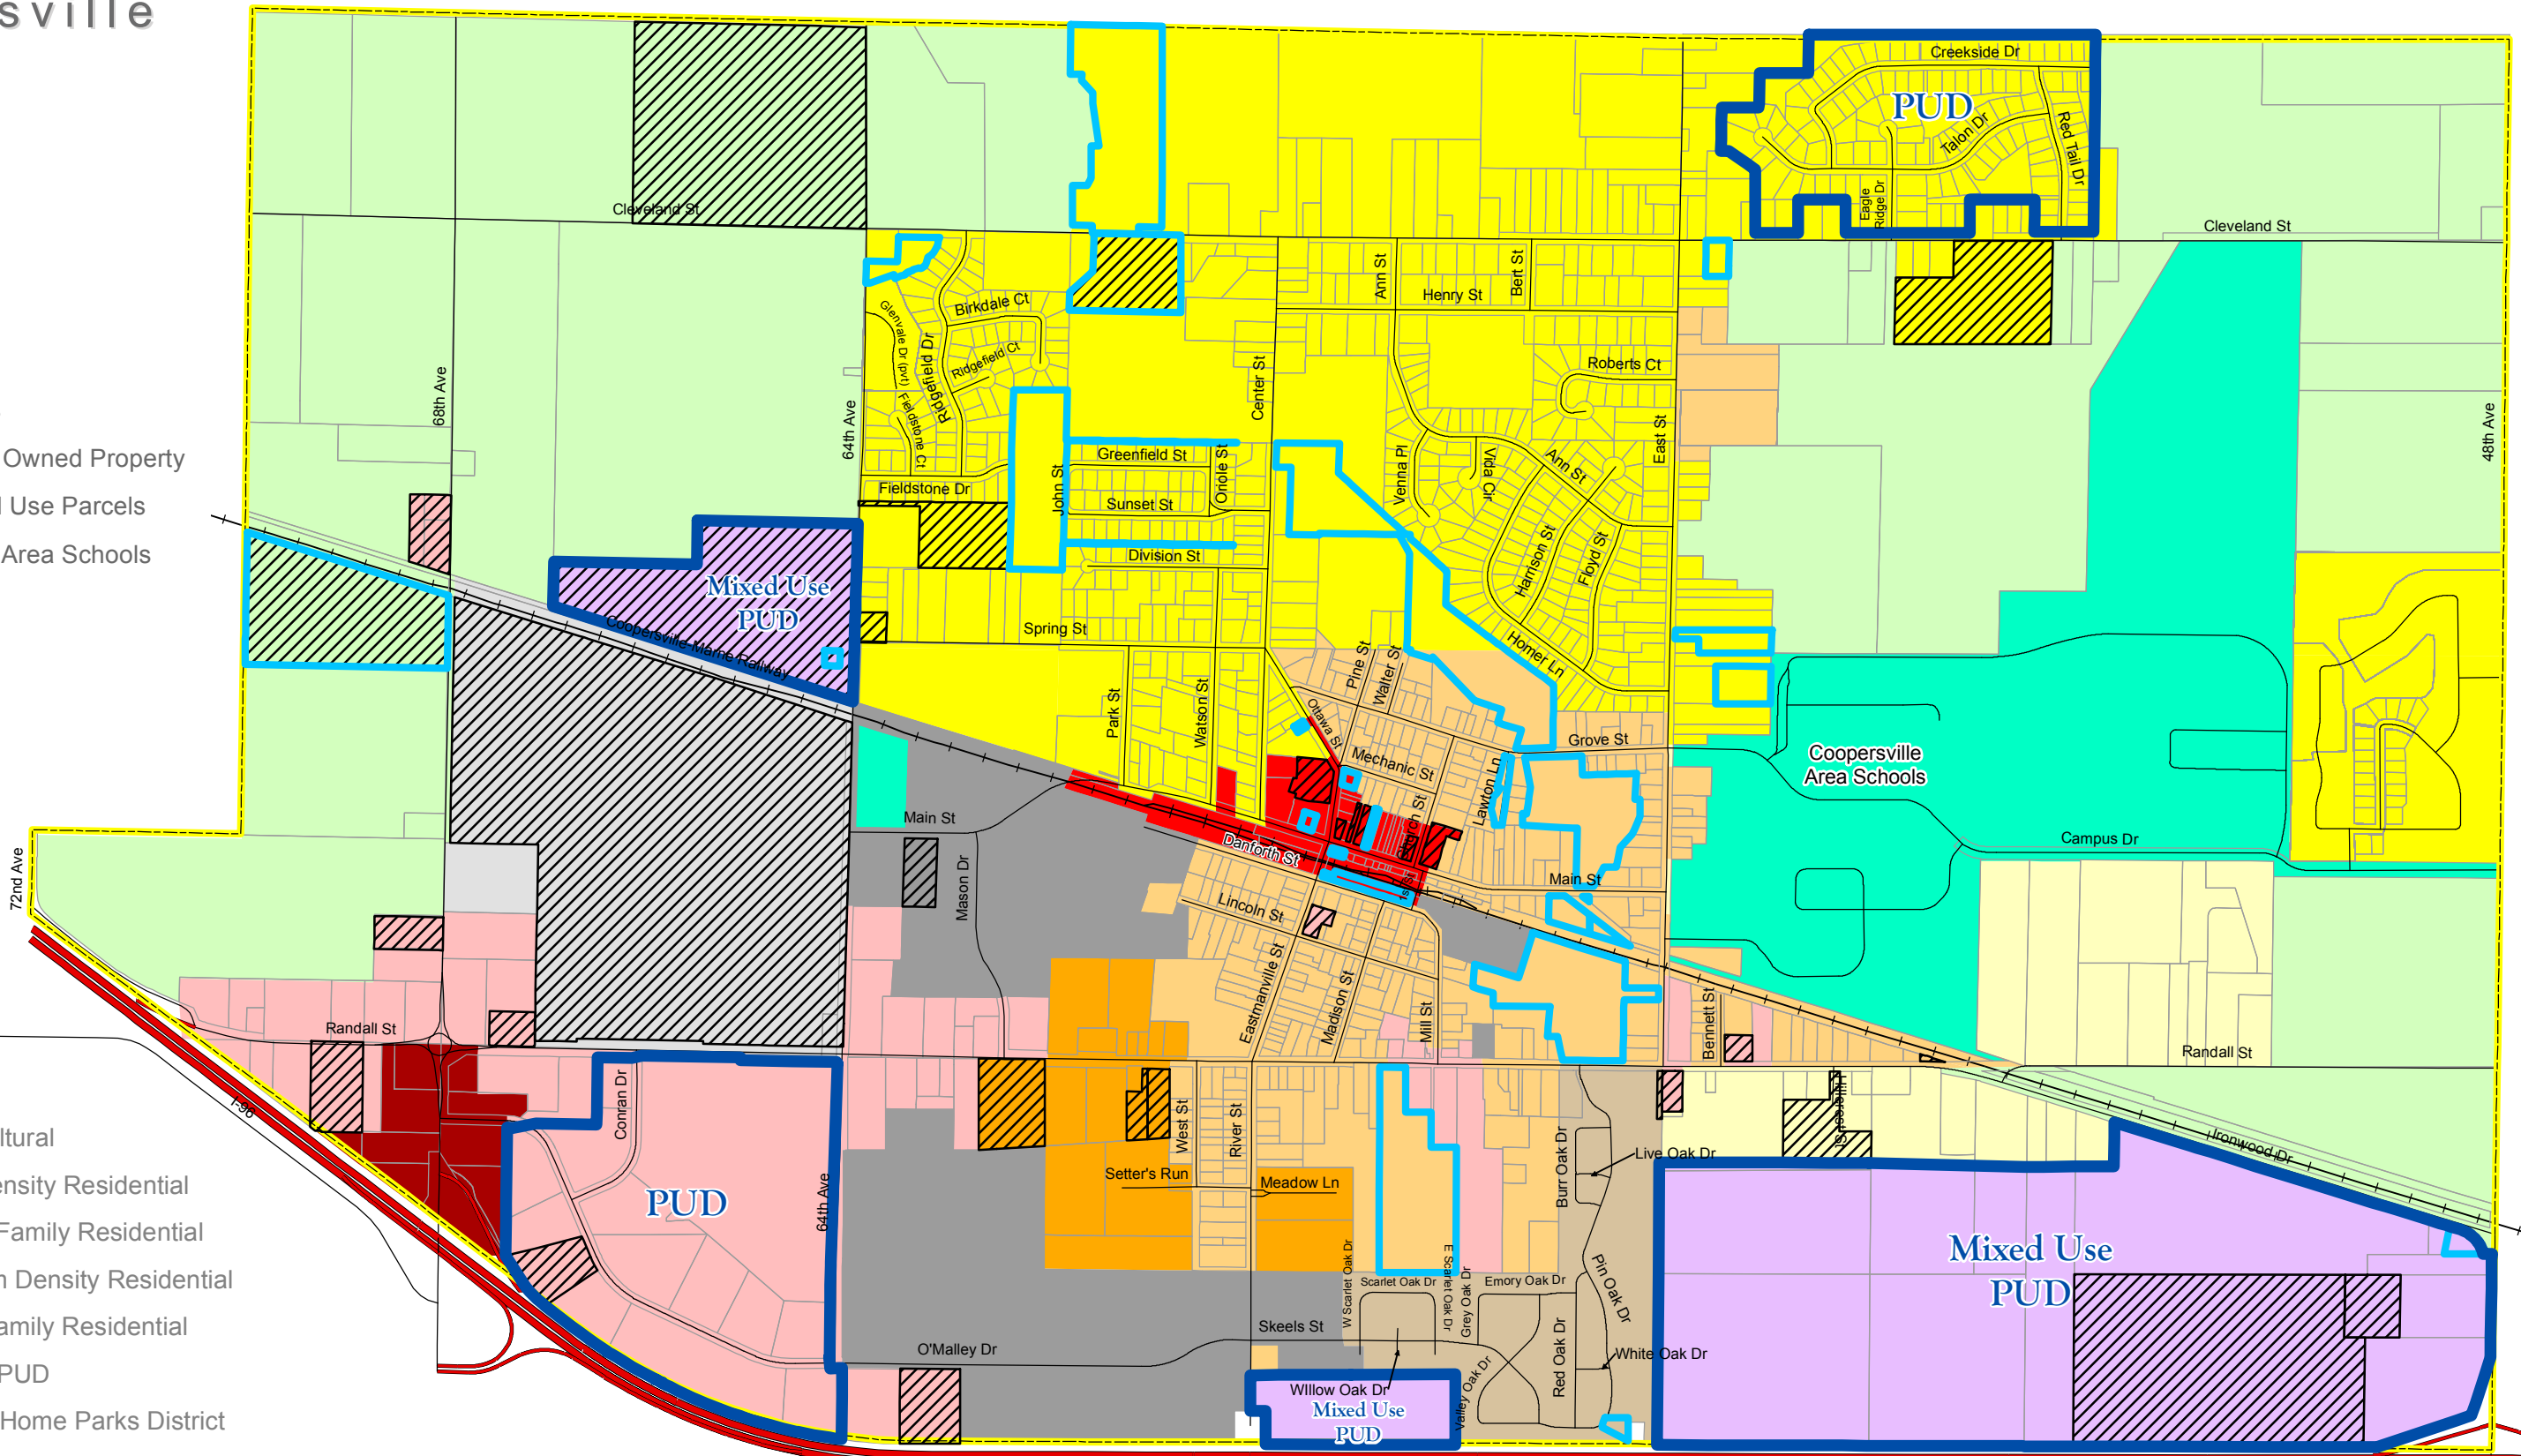 sville
Creekside Dr
PUD
Talon Dr
Red Tail Dr
Eagle
Ridge Dr
Cleveland St
Cleveland St
Ann St
Bert St
Henry St
Birkdale Ct
Glenvale Dr (pvt)
Ridgefield Dr
Ridgefield Ct
Roberts Ct
68th Ave
64th Ave
Center St
East St
48th Ave
Fieldstone Ct
Owned Property
Greenfield St
Oriole St
Venna Pl
Vida Cir
Ann St
Fieldstone Dr
John St
Sunset St
Use Parcels
Area Schools
Division St
Harrison St
Floyd St
Mixed Use
PUD
Coopersville-Marne Railway
Spring St
Homer Ln
Pine St
Walter St
Park St
Watson St
Ottawa St
Grove St
Mechanic St
Coopersville
Area Schools
Lawton Ln
Church St
Main St
Danforth St
Campus Dr
72nd Ave
Mason Dr
Main St
1st St
Lincoln St
Eastmanville St
Madison St
Mill St
Bennett St
Randall St
Randall St
I-96
Conran Dr
West St
River St
Burr Oak Dr
Live Oak Dr
Hillcrest St
Ironwood Dr
ltural
ensity Residential
Family Residential
n Density Residential
amily Residential
PUD
Home Parks District
PUD
64th Ave
Setter's Run
Meadow Ln
W Scarlet Oak Dr
Scarlet Oak Dr
E Scarlet Oak Dr
Grey Oak Dr
Emory Oak Dr
Pin Oak Dr
Mixed Use
PUD
Skeels St
O'Malley Dr
Red Oak Dr
White Oak Dr
WIllow Oak Dr
Valley Oak Dr
Mixed Use
PUD